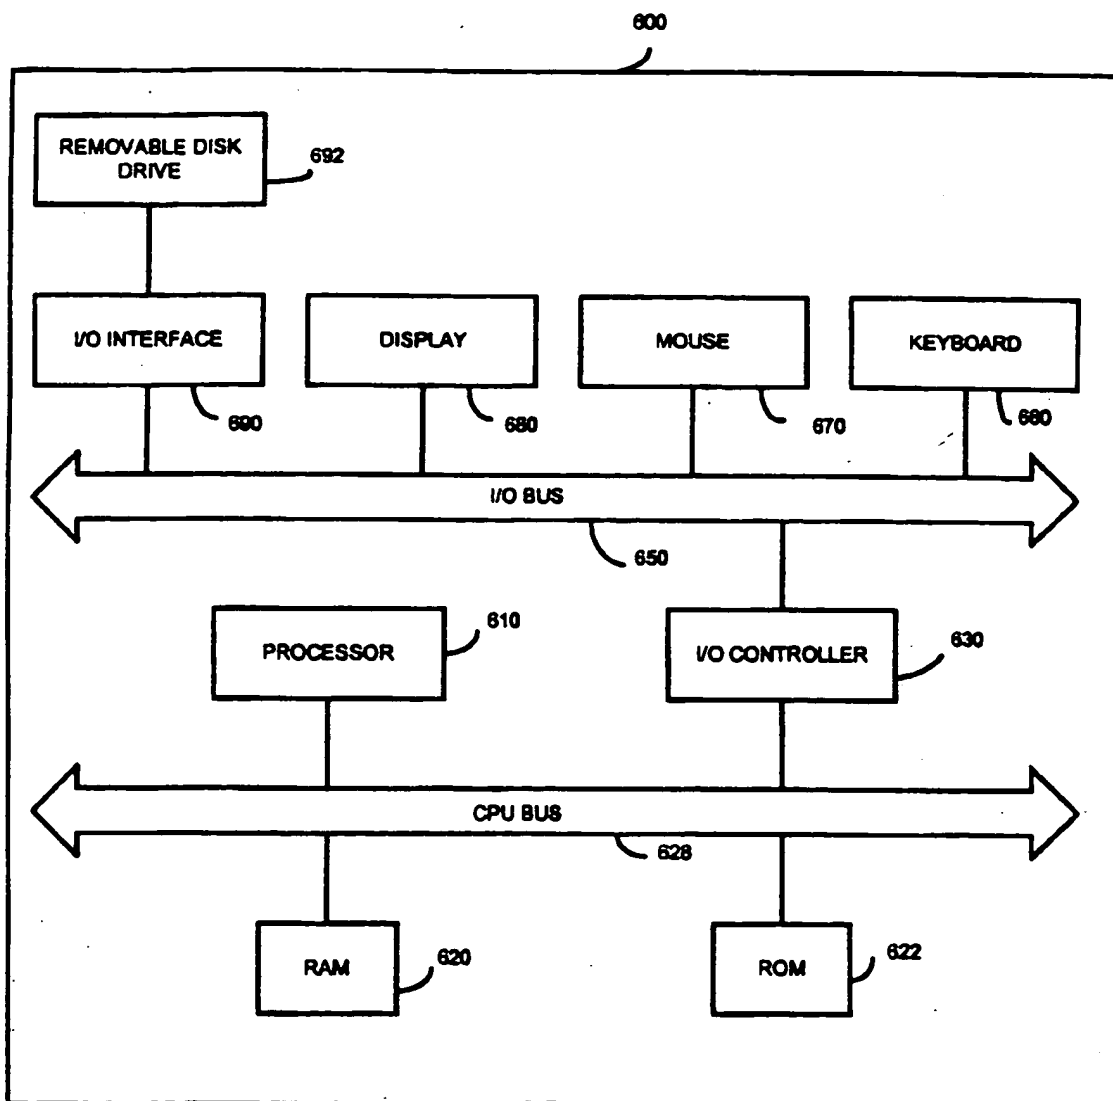 600
REMOVABLE DISK
DRIVE
692
I/O INTERFACE
DISPLAY
MOUSE
KEYBOARD
690
680
670
660
I/O BUS
650
PROCESSOR
610
I/O CONTROLLER
630
CPU BUS
628
RAM
620
ROM
622